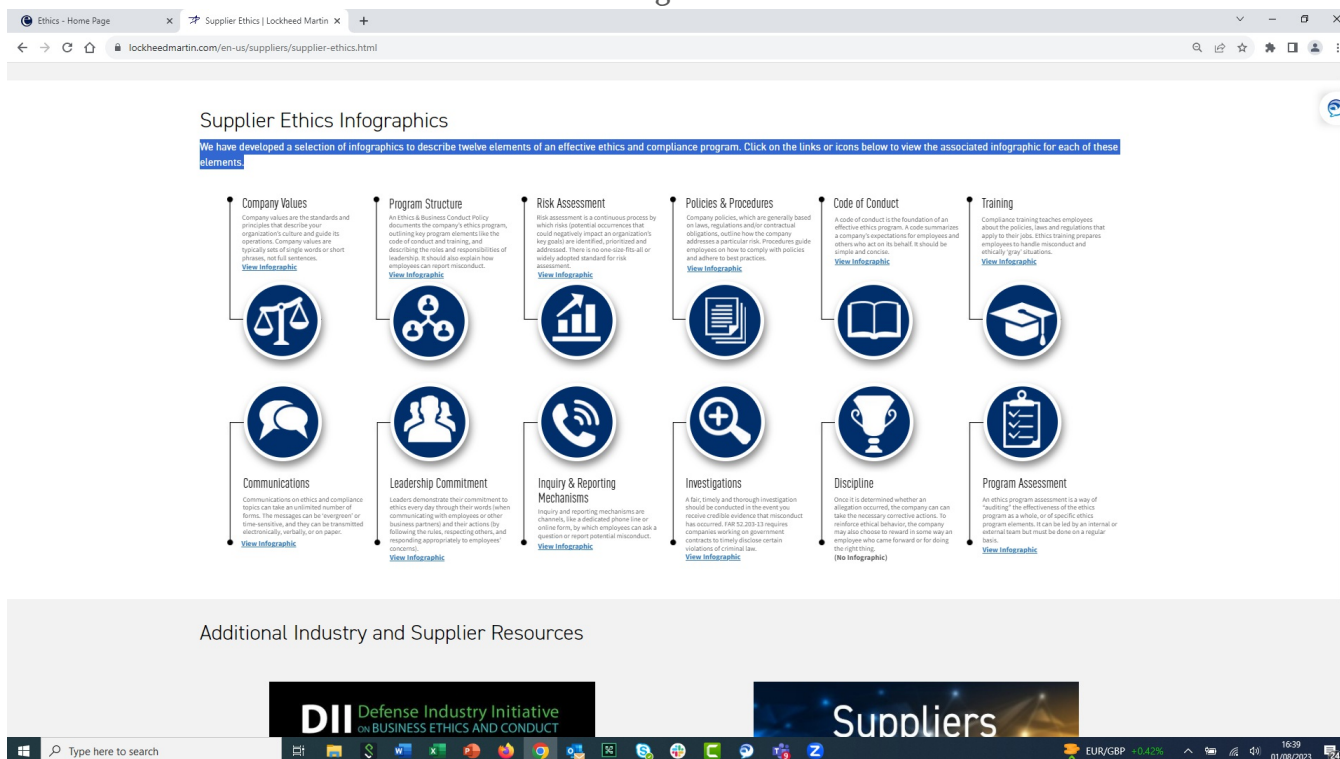 Ethics - Home Page
Supplier Ethics | Lockheed Martin
lockheedmartin.com/en-us/suppliers/supplier-ethics.html
Supplier Ethics Infographics
We have developed a selection of infographics to describe twelve elements of an effective ethics and compliance program. Click on the links or icons below to view the associated infographic for each of these
elements.
Company Values
Company values are the standards and
principles that describe your
organization's culture and guide its
operations. Company values are
typically sets of single words or short
phrases, not full sentences.
View Infographic
Program Structure
An Ethics & Business Conduct Policy
documents the company's ethics program,
outlining key program elements like the
code of conduct and training, and
describing the roles and responsibilities of
leadership. It should also explain how
employees can report misconduct.
View Infographic
Risk Assessment
Risk assessment is a continuous process by
which risks (potential occurrences that
could negatively impact an organization's
key goals) are identified, prioritized and
addressed. There is no one-size-fits-all or
widely adopted standard for risk
assessment.
View Infographic
Policies & Procedures
Company policies, which are generally based
on laws, regulations and/or contractual
obligations, outline how the company
addresses a particular risk. Procedures guide
employees on how to comply with policies
and adhere to best practices.
View Infographic
Code of Conduct
A code of conduct is the foundation of an
effective ethics program. A code summarizes
a company's expectations for employees and
others who act on its behalf. It should be
simple and concise.
View Infographic
Training
Compliance training teaches employees
about the policies, laws and regulations that
apply to their jobs. Ethics training prepares
employees to handle misconduct and
ethically 'gray' situations.
View Infographic
Communications
Communications on ethics and compliance
topics can take an unlimited number of
forms. The messages can be 'evergreen' or
time-sensitive, and they can be transmitted
electronically, verbally, or on paper.
View Infographic
Leadership Commitment
Leaders demonstrate their commitment to
ethics every day through their words (when
communicating with employees or other
business partners) and their actions (by
following the rules, respecting others, and
responding appropriately to employees'
concerns).
View Infographic
Inquiry & Reporting
Mechanisms
Inquiry and reporting mechanisms are
channels, like a dedicated phone line or
online form, by which employees can ask a
question or report potential misconduct.
View Infographic
Investigations
A fair, timely and thorough investigation
should be conducted in the event you
receive credible evidence that misconduct
has occurred. FAR 52.203-13 requires
companies working on government
contracts to timely disclose certain
violations of criminal law.
View Infographic
Discipline
Once it is determined whether an
allegation occurred, the company can can
take the necessary corrective actions. To
reinforce ethical behavior, the company
may also choose to reward in some way an
employee who came forward or for doing
the right thing.
(No Infographic)
Program Assessment
An ethics program assessment is a way of
"auditing" the effectiveness of the ethics
program as a whole, or of specific ethics
program elements. It can be led by an internal or
external team but must be done on a regular
basis.
View Infographic
Additional Industry and Supplier Resources
DII Defense Industry Initiative
ON BUSINESS ETHICS AND CONDUCT
Suppliers
Type here to search
EUR/GBP +0.42%
16:39
01/08/2023
24